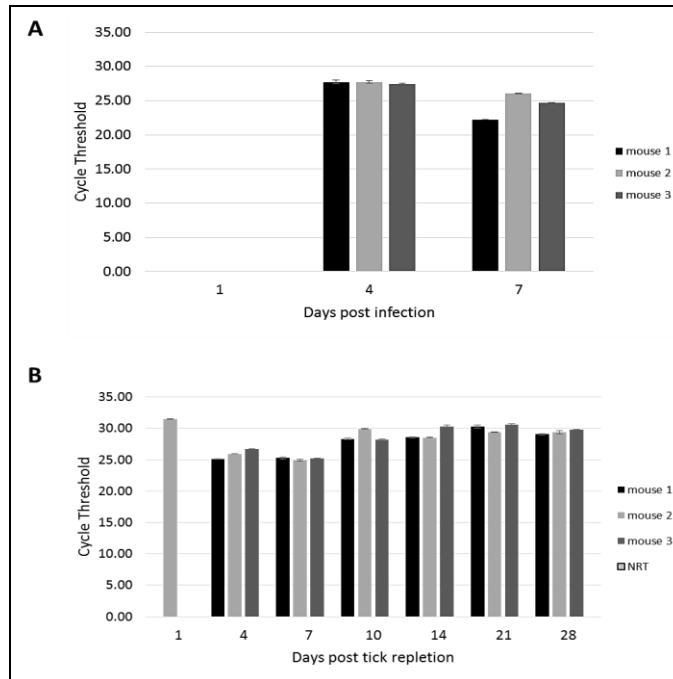 A
35.00
30.00
25.00
20.00
15.00
10.00
5.00
0.00
Cycle Threshold
1 4 7
Days post infection
mouse 1
mouse 2
mouse 3
B
35.00
30.00
25.00
20.00
15.00
10.00
5.00
0.00
Cycle Threshold
1 4 7 10 14 21 28
Days post tick repletion
mouse 1
mouse 2
mouse 3
NRT